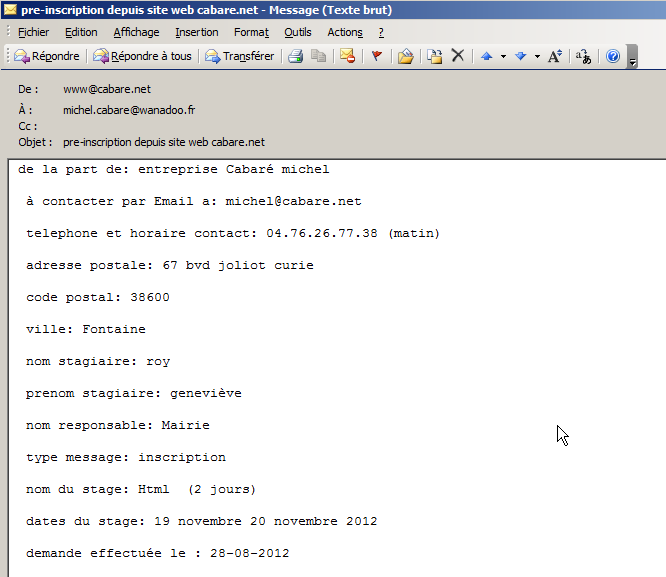 pre-inscription depuis site web cabare.net - Message (Texte brut)
Fichier Edition Affichage Insertion Format Outils Actions ?
Répondre Répondre à tous Transférer
De : www@cabare.net
À : michel.cabare@wanadoo.fr
Cc :
Objet : pre-inscription depuis site web cabare.net
de la part de: entreprise Cabaré michel
à contacter par Email a: michel@cabare.net
telephone et horaire contact: 04.76.26.77.38 (matin)
adresse postale: 67 bvd joliot curie
code postal: 38600
ville: Fontaine
nom stagiaire: roy
prenom stagiaire: geneviève
nom responsable: Mairie
type message: inscription
nom du stage: Html (2 jours)
dates du stage: 19 novembre 20 novembre 2012
demande effectuée le : 28-08-2012